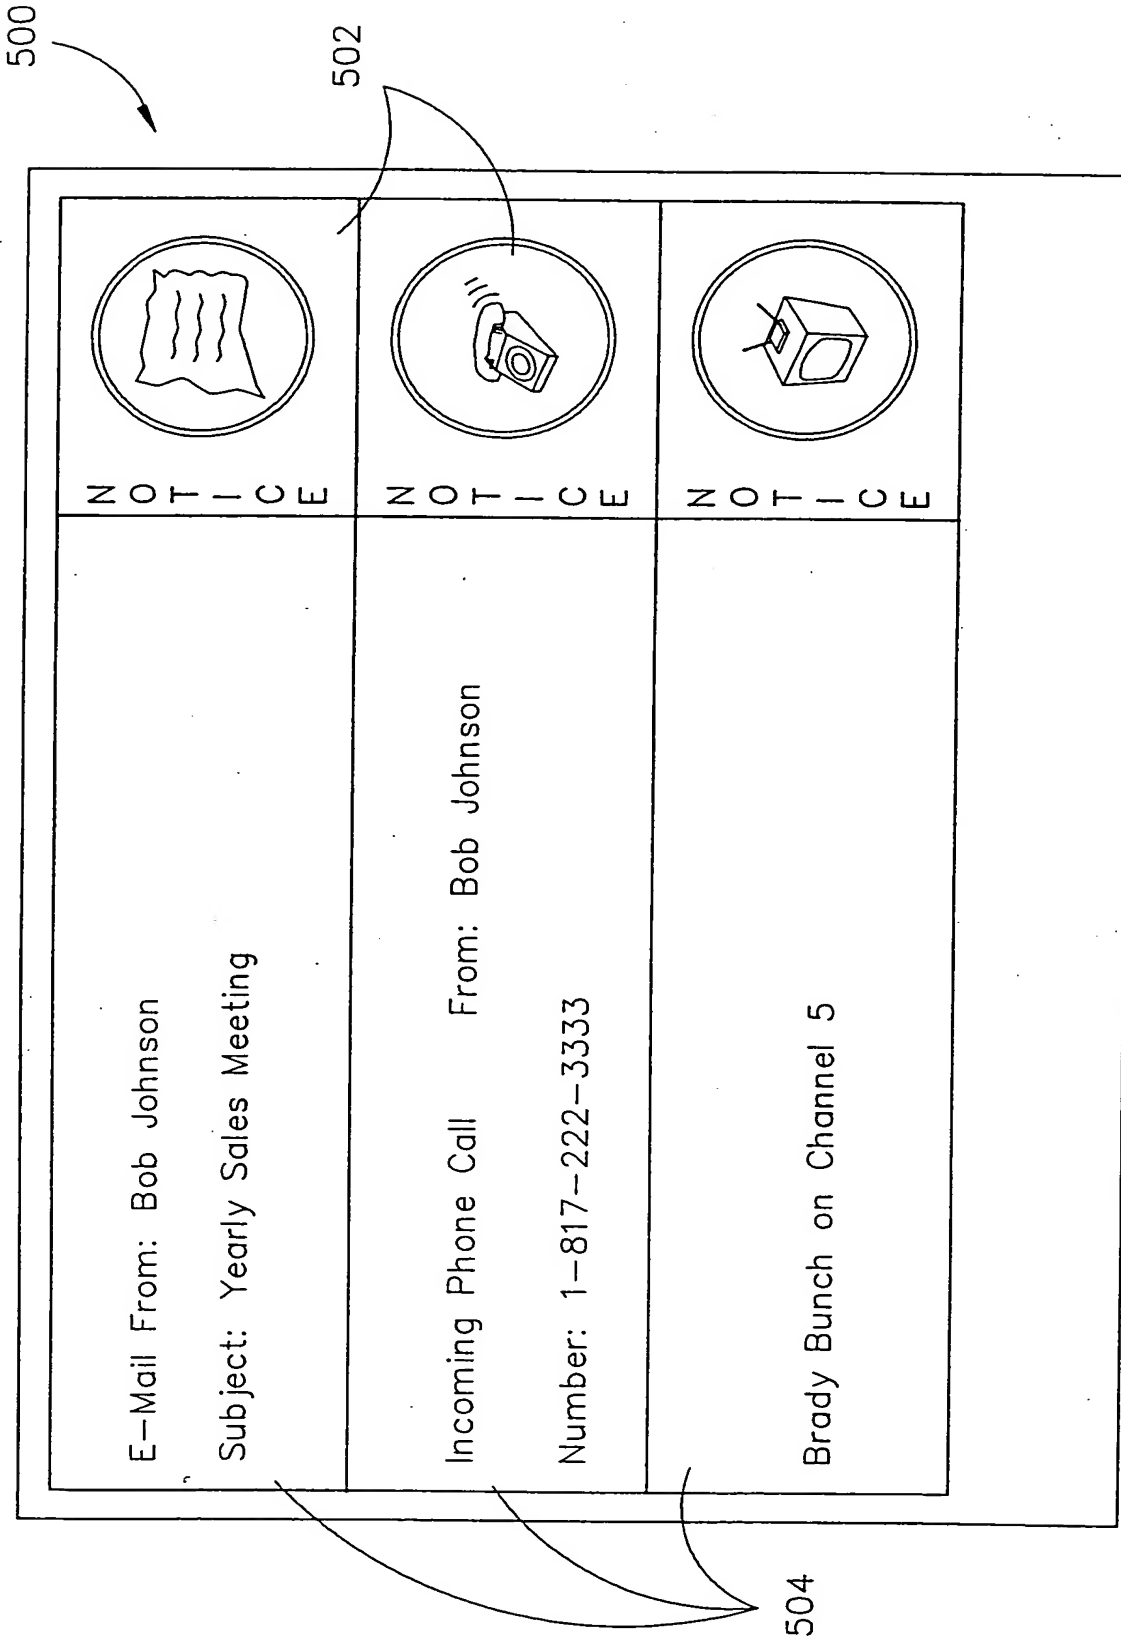 500
502
E-Mail From: Bob Johnson
Subject: Yearly Sales Meeting
NOTICE
Incoming Phone Call From: Bob Johnson
Number: 1-817-222-3333
NOTICE
Brady Bunch on Channel 5
NOTICE
504